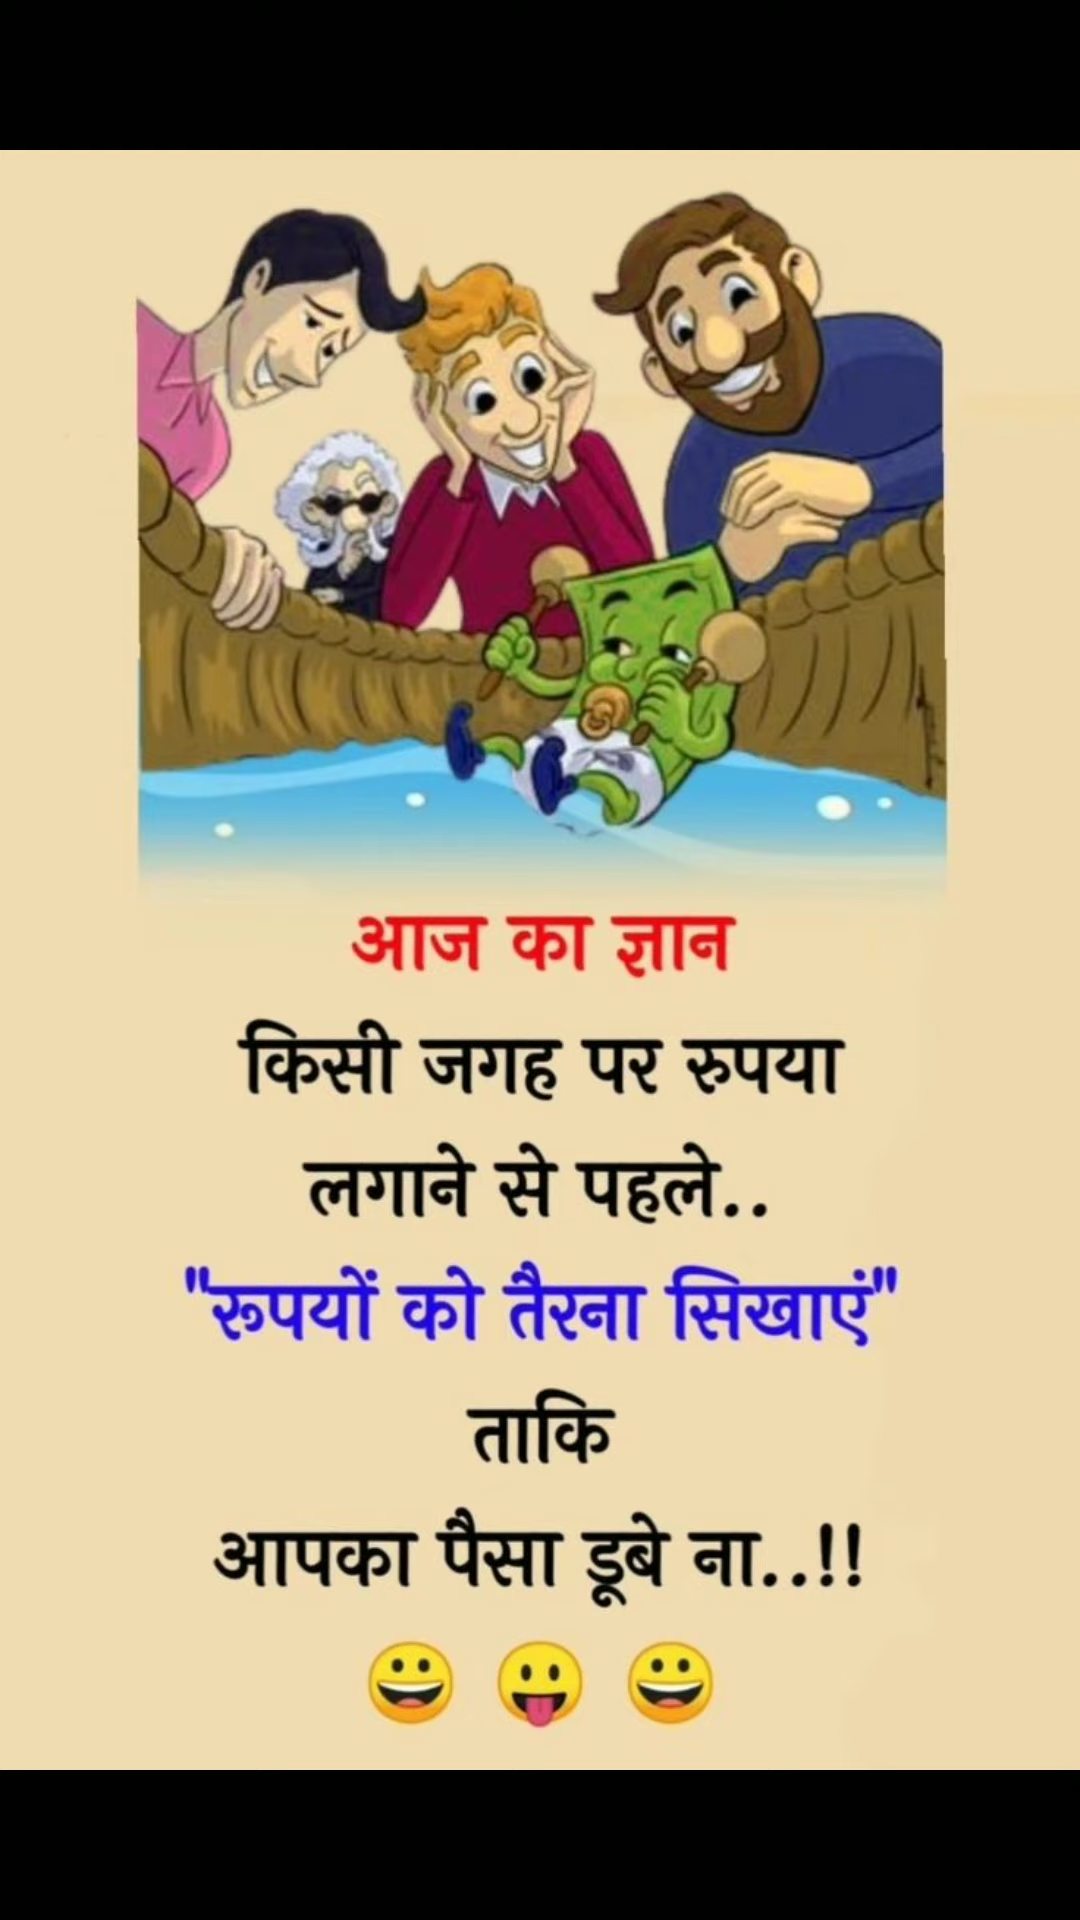 आज का ज्ञान
किसी जगह पर रुपया
लगाने से पहले..
"रूपयों को तैरना सिखाएं"
ताकि
आपका पैसा डूबे ना..!!
😀 😛 😀